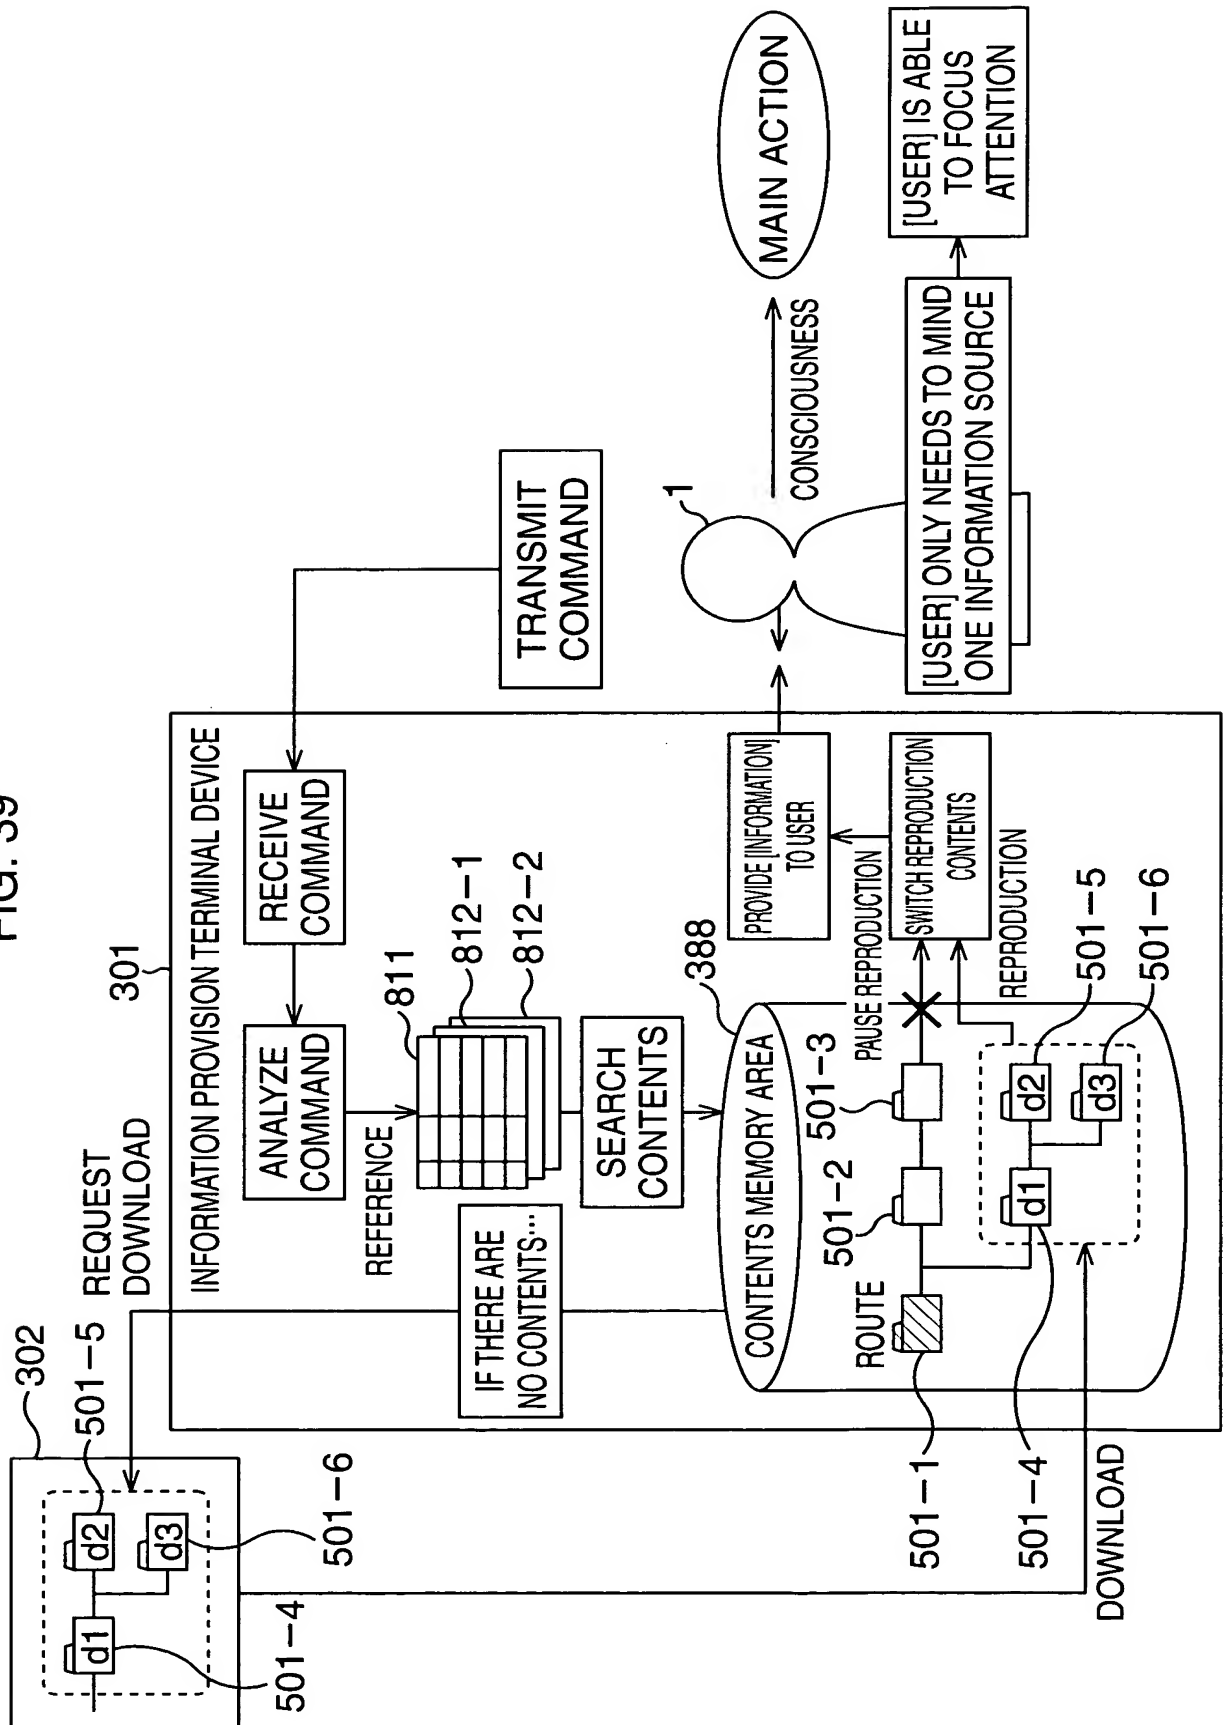 FIG. 39
302
501-5
501-6
501-4
d1
d2
d3
REQUEST
DOWNLOAD
301
INFORMATION PROVISION TERMINAL DEVICE
RECEIVE
COMMAND
ANALYZE
COMMAND
REFERENCE
811
812-1
812-2
SEARCH
CONTENTS
IF THERE ARE
NO CONTENTS…
TRANSMIT
COMMAND
388
CONTENTS MEMORY AREA
ROUTE
501-1
501-2
501-3
501-4
d1
d2
d3
501-5
501-6
PAUSE REPRODUCTION
REPRODUCTION
SWITCH REPRODUCTION
CONTENTS
PROVIDE [INFORMATION]
TO USER
DOWNLOAD
1
CONSCIOUSNESS
MAIN ACTION
[USER] ONLY NEEDS TO MIND
ONE INFORMATION SOURCE
[USER] IS ABLE
TO FOCUS
ATTENTION